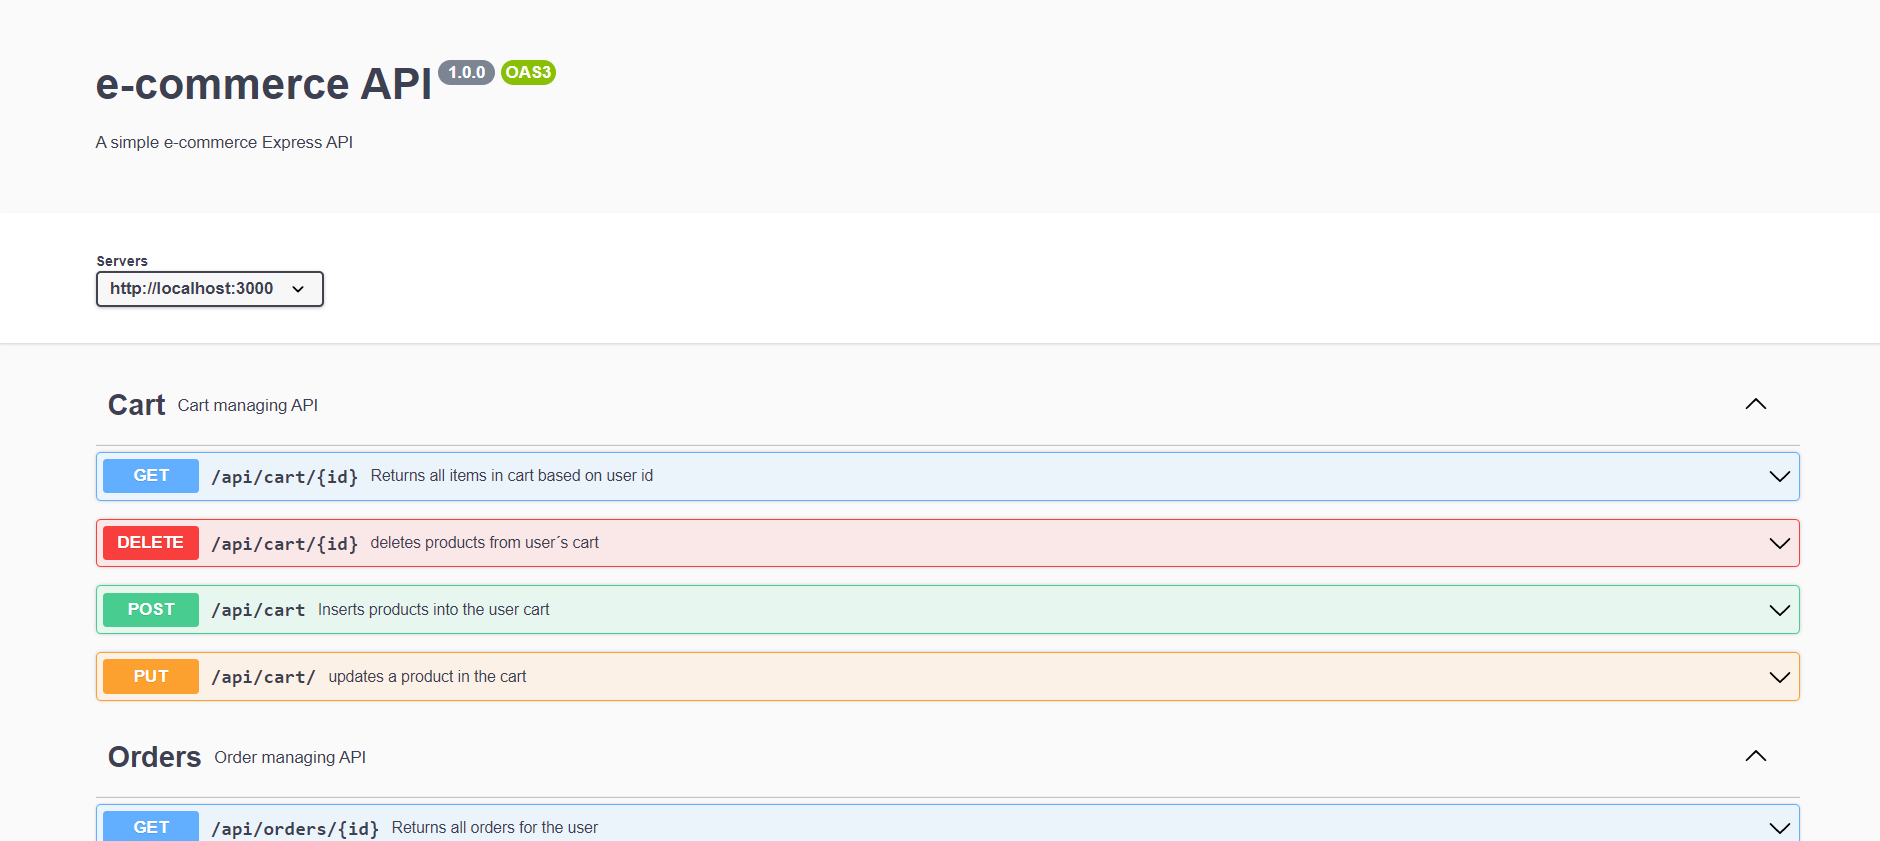 e-commerce API 1.0.0 OAS3
A simple e-commerce Express API
Servers
http://localhost:3000
Cart Cart managing API
GET /api/cart/{id} Returns all items in cart based on user id
DELETE /api/cart/{id} deletes products from user´s cart
POST /api/cart Inserts products into the user cart
PUT /api/cart/ updates a product in the cart
Orders Order managing API
GET /api/orders/{id} Returns all orders for the user